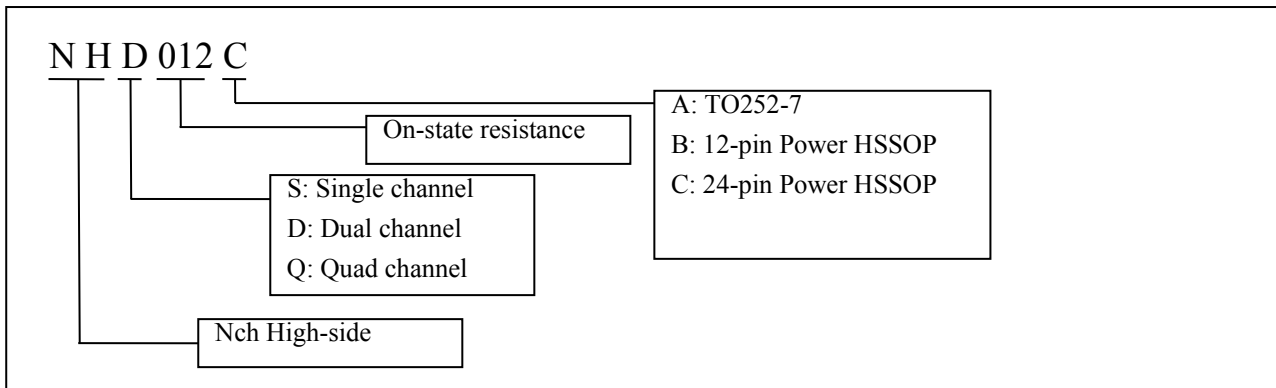 N H D 012 C
A: TO252-7
B: 12-pin Power HSSOP
C: 24-pin Power HSSOP
On-state resistance
S: Single channel
D: Dual channel
Q: Quad channel
Nch High-side